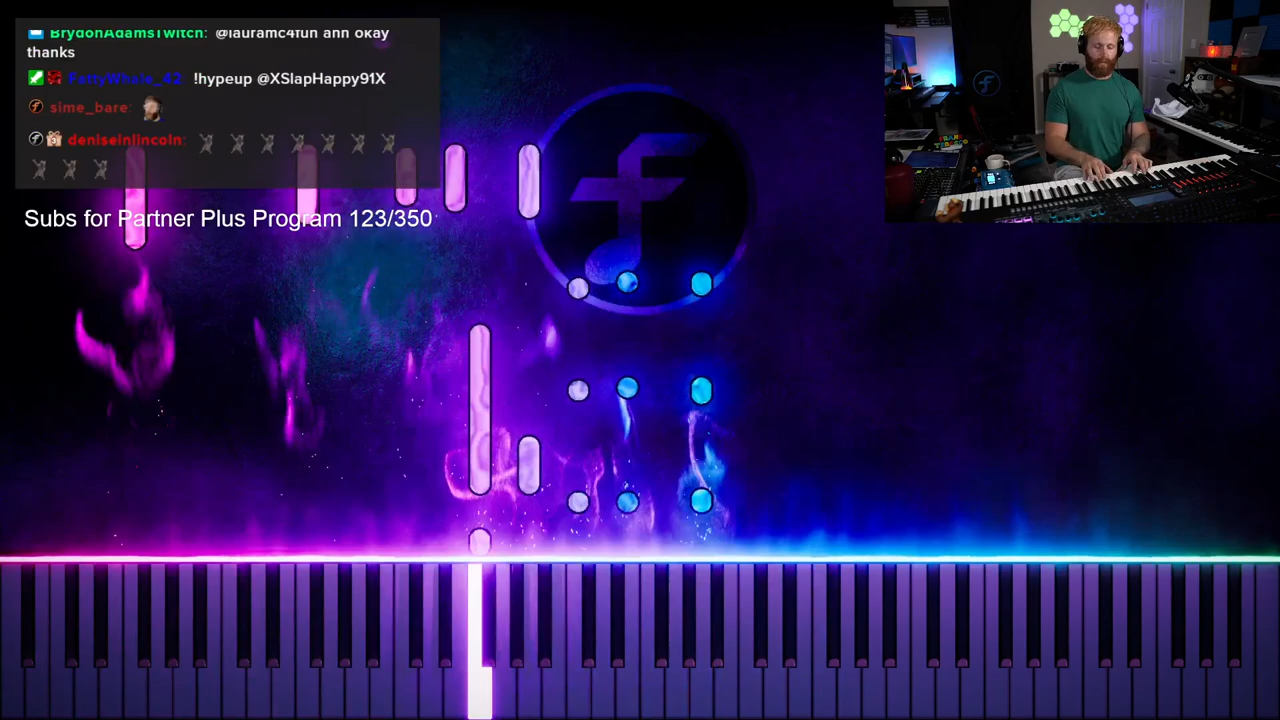 BrydonAdamsTwitch: @lauramc4fun ahh okay
thanks
FattyWhale_42 !hypeup @XSlapHappy91X
sime_bare:
deniseinlincoln:
Subs for Partner Plus Program 123/350